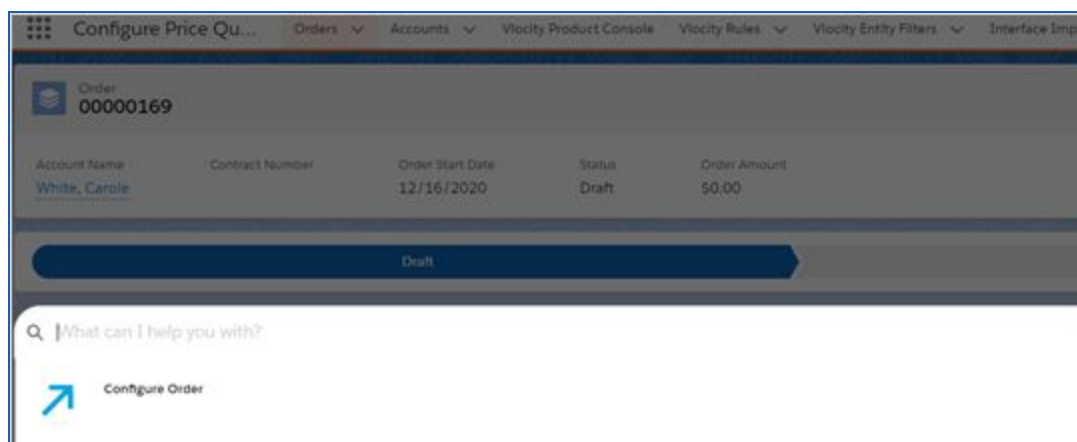 Configure Price Qu... Orders Accounts Vlocity Product Console Vlocity Rules Vlocity Entity Filters Interface Imp
Order
00000169
Account Name Contract Number Order Start Date Status Order Amount
White, Carole 12/16/2020 Draft $0.00
Draft
What can I help you with?
Configure Order